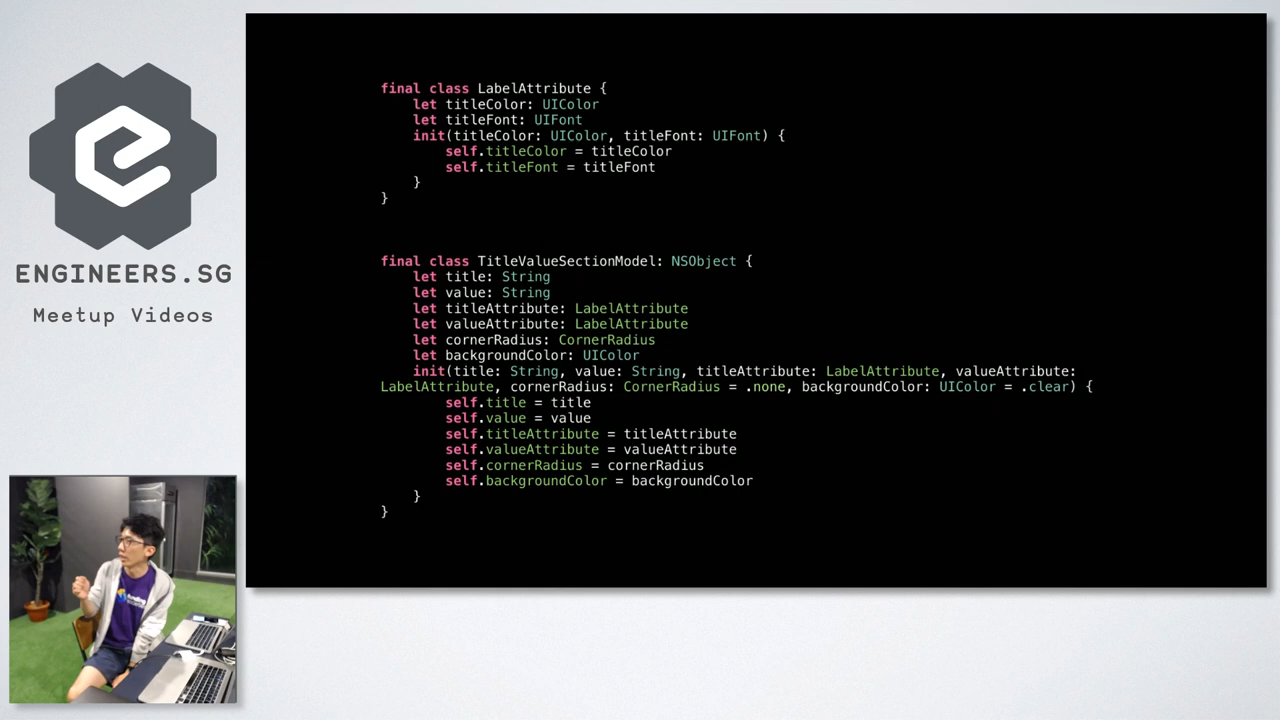 ENGINEERS.SG
Meetup Videos
final class LabelAttribute {
    let titleColor: UIColor
    let titleFont: UIFont
    init(titleColor: UIColor, titleFont: UIFont) {
        self.titleColor = titleColor
        self.titleFont = titleFont
    }
}
final class TitleValueSectionModel: NSObject {
    let title: String
    let value: String
    let titleAttribute: LabelAttribute
    let valueAttribute: LabelAttribute
    let cornerRadius: CornerRadius
    let backgroundColor: UIColor
    init(title: String, value: String, titleAttribute: LabelAttribute, valueAttribute:
LabelAttribute, cornerRadius: CornerRadius = .none, backgroundColor: UIColor = .clear) {
        self.title = title
        self.value = value
        self.titleAttribute = titleAttribute
        self.valueAttribute = valueAttribute
        self.cornerRadius = cornerRadius
        self.backgroundColor = backgroundColor
    }
}